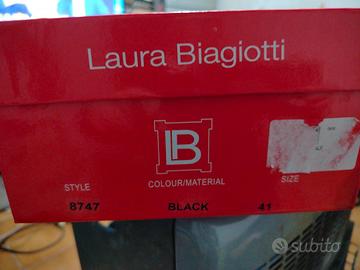 Laura Biagiotti
LB
STYLE COLOUR/MATERIAL SIZE
8747 BLACK 41
subito